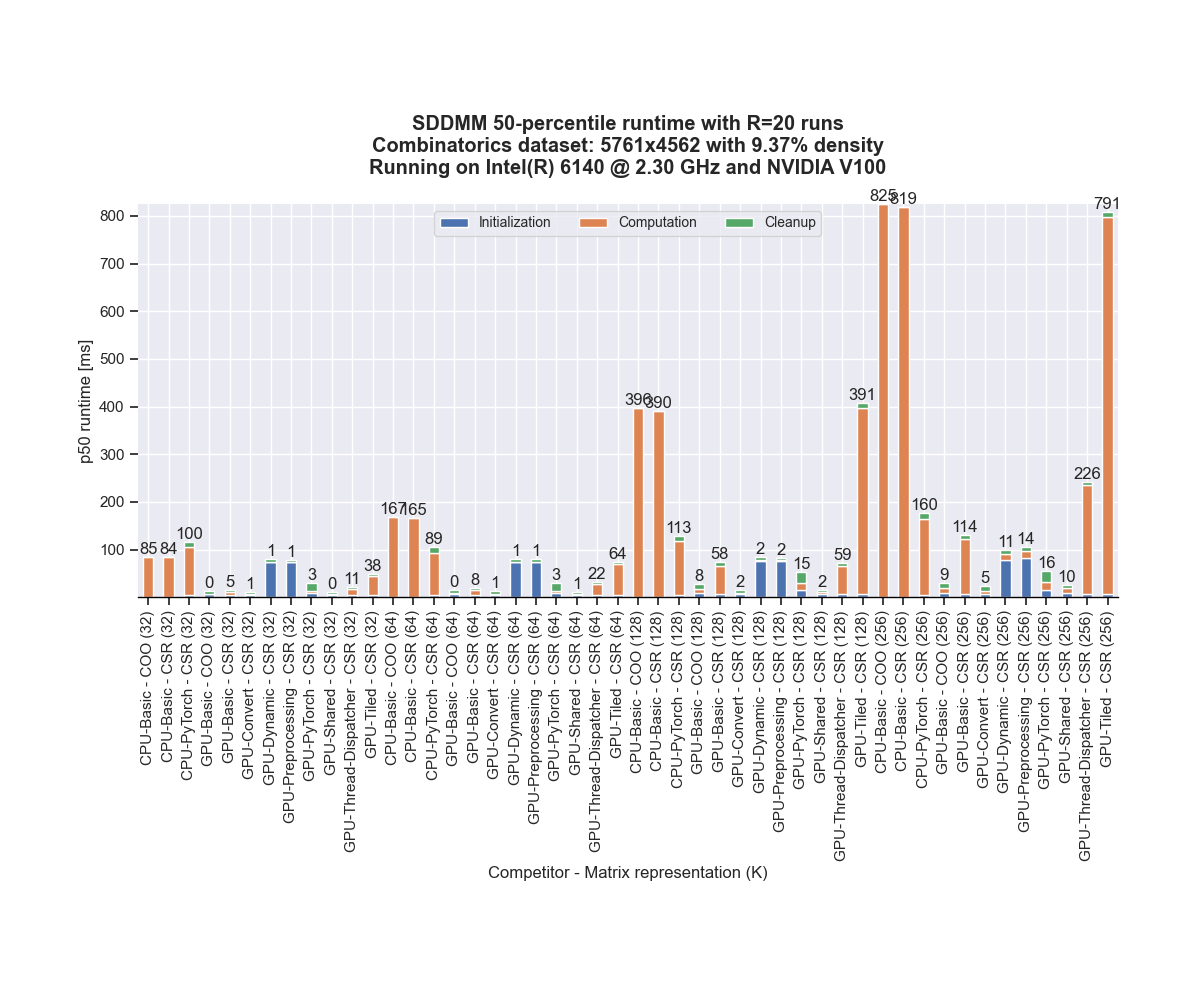 SDDMM 50-percentile runtime with R=20 runs
Combinatorics dataset: 5761x4562 with 9.37% density
Running on Intel(R) 6140 @ 2.30 GHz and NVIDIA V100
Initialization
Computation
Cleanup
p50 runtime [ms]
800
700
600
500
400
300
200
100
85
84
100
0
5
1
1
1
3
0
11
38
167
165
89
0
8
1
1
1
3
1
22
64
396
390
113
8
58
2
2
2
15
2
59
391
825
819
160
9
114
5
11
14
16
10
226
791
CPU-Basic - COO (32)
CPU-Basic - CSR (32)
CPU-PyTorch - CSR (32)
GPU-Basic - COO (32)
GPU-Basic - CSR (32)
GPU-Convert - CSR (32)
GPU-Dynamic - CSR (32)
GPU-Preprocessing - CSR (32)
GPU-PyTorch - CSR (32)
GPU-Shared - CSR (32)
GPU-Thread-Dispatcher - CSR (32)
GPU-Tiled - CSR (32)
CPU-Basic - COO (64)
CPU-Basic - CSR (64)
CPU-PyTorch - CSR (64)
GPU-Basic - COO (64)
GPU-Basic - CSR (64)
GPU-Convert - CSR (64)
GPU-Dynamic - CSR (64)
GPU-Preprocessing - CSR (64)
GPU-PyTorch - CSR (64)
GPU-Shared - CSR (64)
GPU-Thread-Dispatcher - CSR (64)
GPU-Tiled - CSR (64)
CPU-Basic - COO (128)
CPU-Basic - CSR (128)
CPU-PyTorch - CSR (128)
GPU-Basic - COO (128)
GPU-Basic - CSR (128)
GPU-Convert - CSR (128)
GPU-Dynamic - CSR (128)
GPU-Preprocessing - CSR (128)
GPU-PyTorch - CSR (128)
GPU-Shared - CSR (128)
GPU-Thread-Dispatcher - CSR (128)
GPU-Tiled - CSR (128)
CPU-Basic - COO (256)
CPU-Basic - CSR (256)
CPU-PyTorch - CSR (256)
GPU-Basic - COO (256)
GPU-Basic - CSR (256)
GPU-Convert - CSR (256)
GPU-Dynamic - CSR (256)
GPU-Preprocessing - CSR (256)
GPU-PyTorch - CSR (256)
GPU-Shared - CSR (256)
GPU-Thread-Dispatcher - CSR (256)
GPU-Tiled - CSR (256)
Competitor - Matrix representation (K)